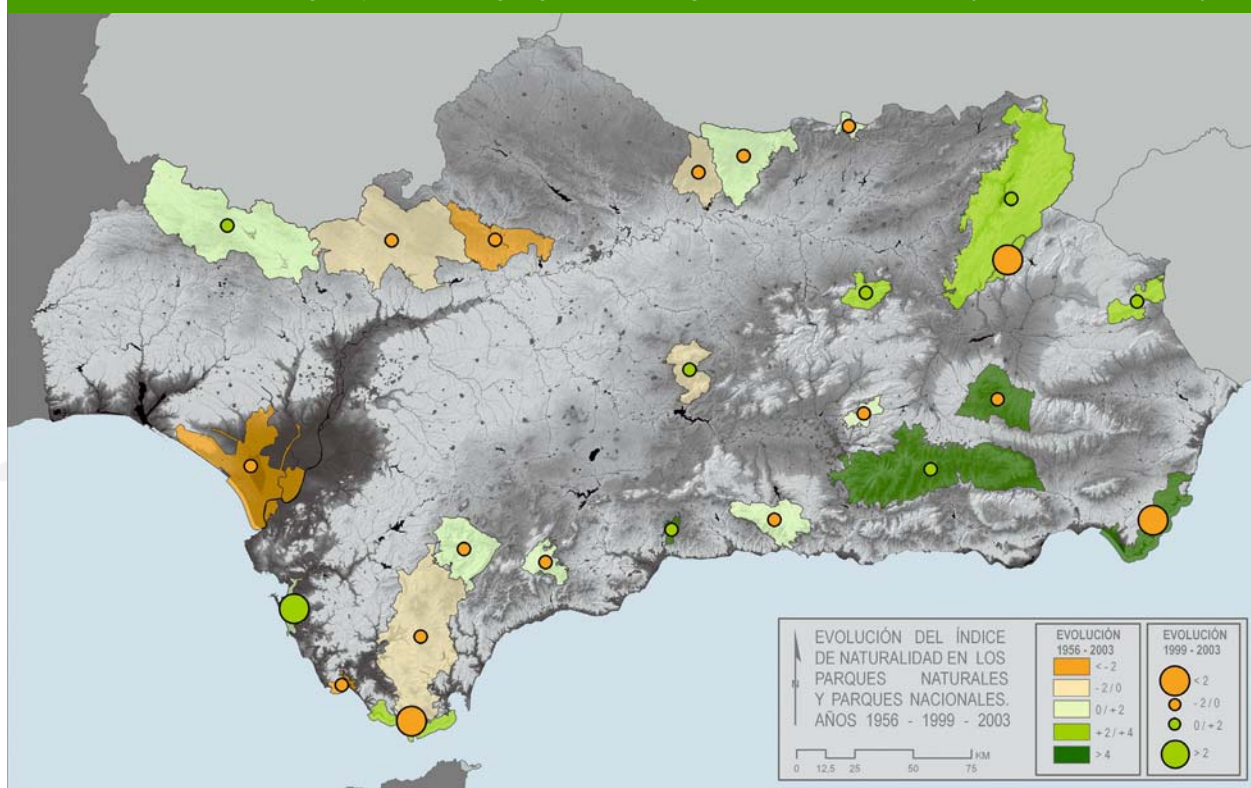 EVOLUCIÓN DEL ÍNDICE
DE NATURALIDAD EN LOS
PARQUES NATURALES
Y PARQUES NACIONALES.
AÑOS 1956 - 1999 - 2003
N
KM
0 12,5 25 50 75
EVOLUCIÓN
1956 - 2003
< - 2
- 2 / 0
0 / + 2
+ 2 / + 4
> 4
EVOLUCIÓN
1999 - 2003
< 2
- 2 / 0
0 / + 2
> 2